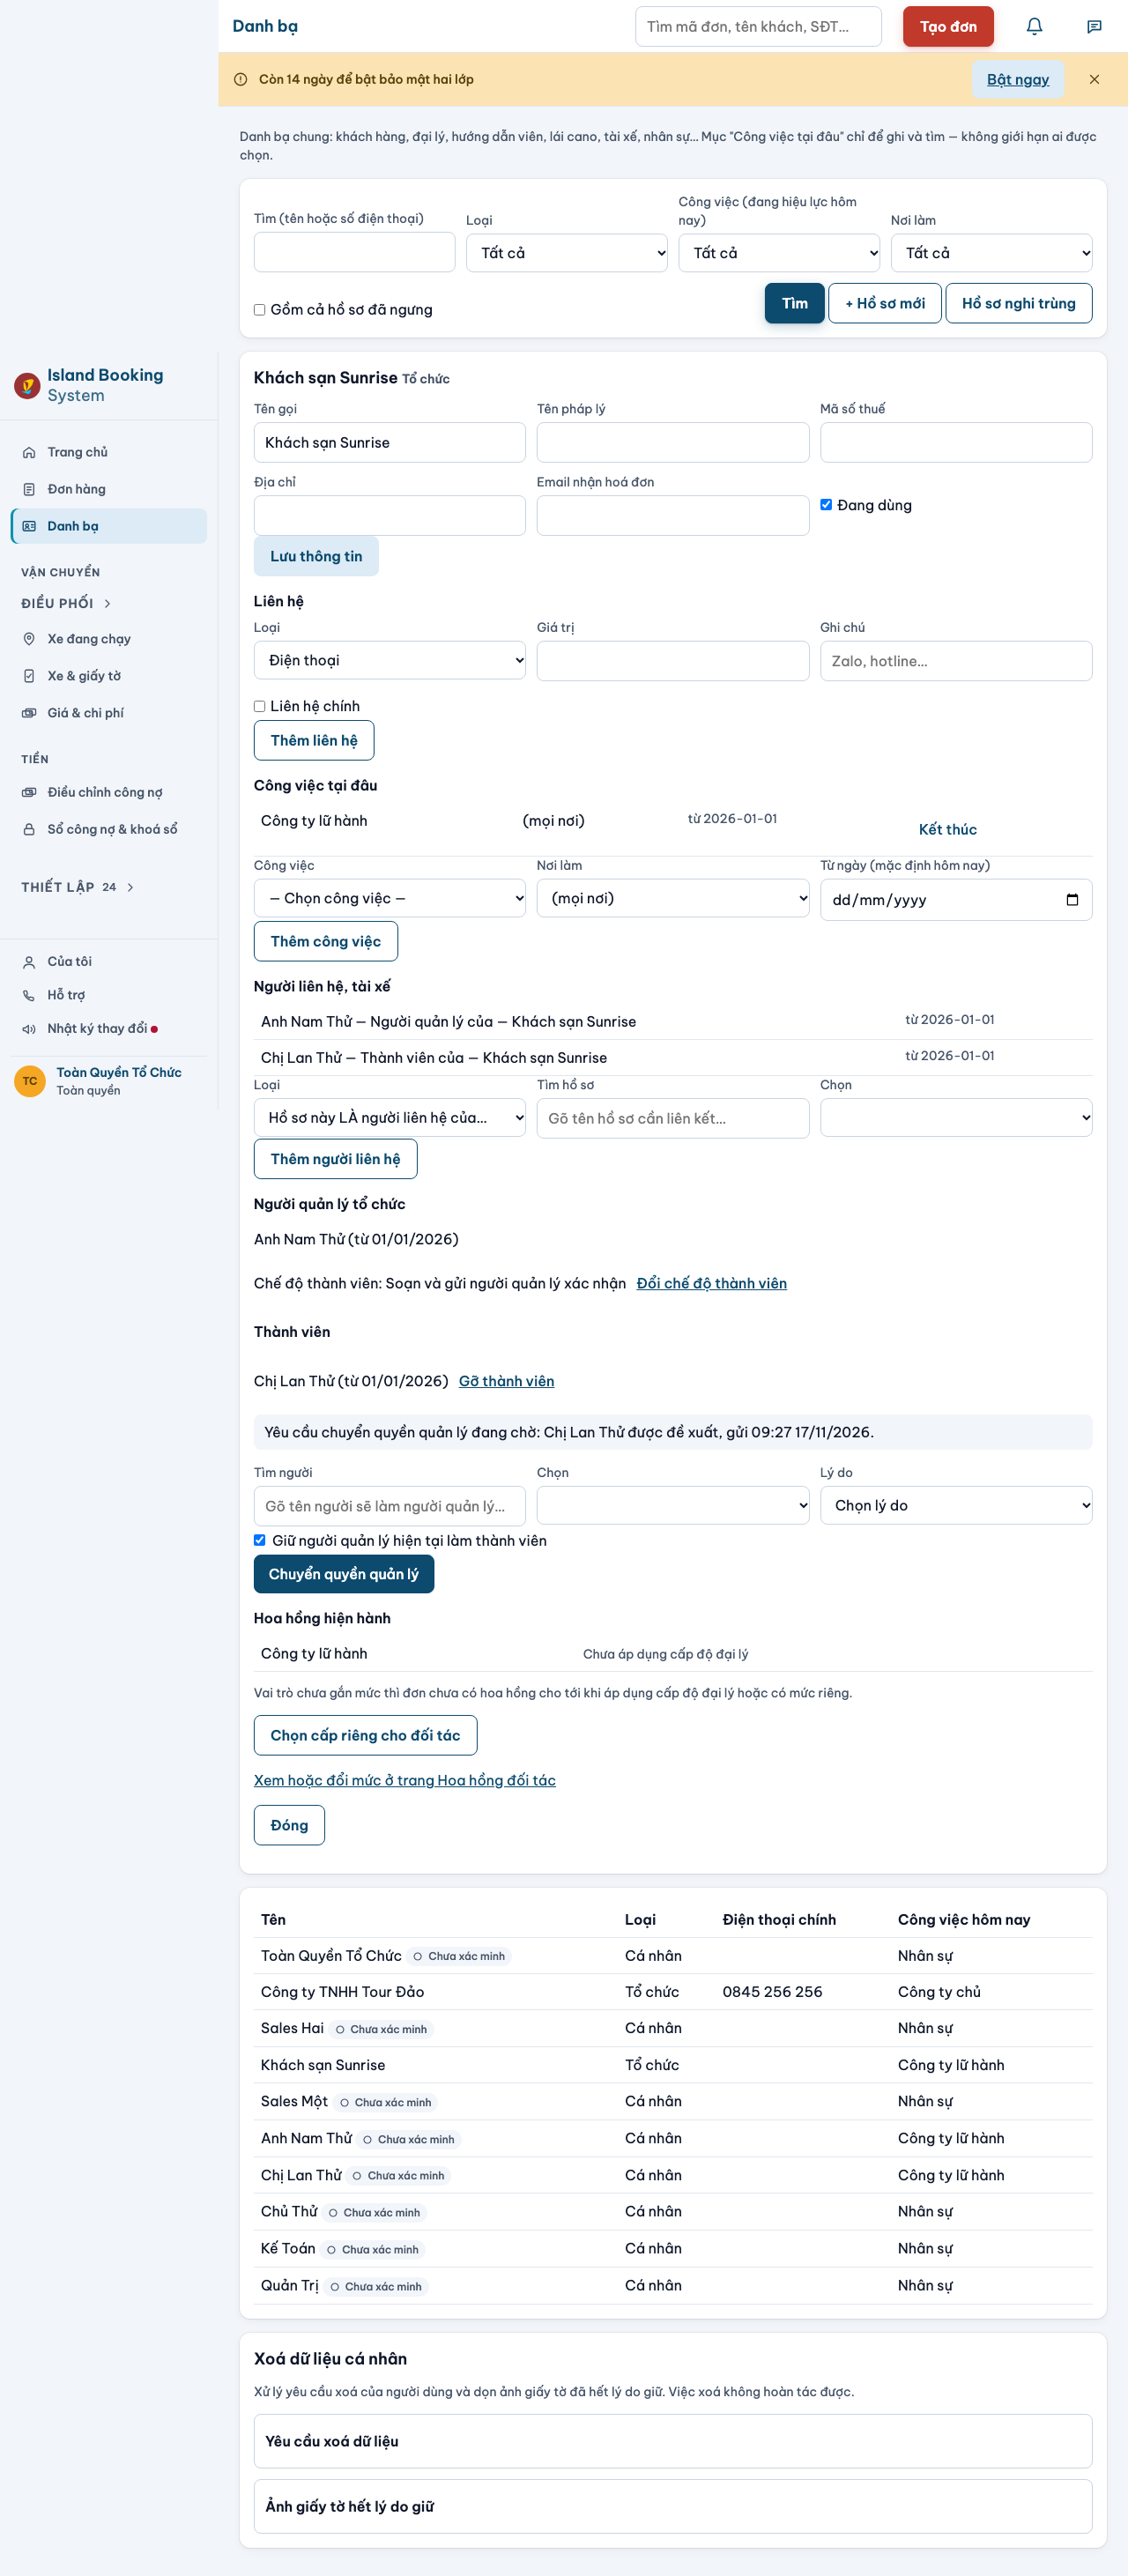 Danh bạ
Tìm mã đơn, tên khách, SĐT...
Tạo đơn
Còn 14 ngày để bật bảo mật hai lớp
Bật ngay
Danh bạ chung: khách hàng, đại lý, hướng dẫn viên, lái cano, tài xế, nhân sự... Mục "Công việc tại đâu" chỉ để ghi và tìm — không giới hạn ai được
chọn.
Tìm (tên hoặc số điện thoại)
Loại
Công việc (đang hiệu lực hôm
nay)
Nơi làm
Tất cả
Tất cả
Tất cả
Gồm cả hồ sơ đã ngưng
Tìm
+ Hồ sơ mới
Hồ sơ nghi trùng
Island Booking
System
Trang chủ
Đơn hàng
Danh bạ
VẬN CHUYỂN
ĐIỀU PHỐI
Xe đang chạy
Xe & giấy tờ
Giá & chi phí
TIỀN
Điều chỉnh công nợ
Sổ công nợ & khoá sổ
THIẾT LẬP 24
Của tôi
Hỗ trợ
Nhật ký thay đổi
TC
Toàn Quyền Tổ Chức
Toàn quyền
Khách sạn Sunrise Tổ chức
Tên gọi
Tên pháp lý
Mã số thuế
Khách sạn Sunrise
Địa chỉ
Email nhận hoá đơn
Đang dùng
Lưu thông tin
Liên hệ
Loại
Giá trị
Ghi chú
Điện thoại
Zalo, hotline...
Liên hệ chính
Thêm liên hệ
Công việc tại đâu
Công ty lữ hành
(mọi nơi)
từ 2026-01-01
Kết thúc
Công việc
Nơi làm
Từ ngày (mặc định hôm nay)
— Chọn công việc —
(mọi nơi)
dd/mm/yyyy
Thêm công việc
Người liên hệ, tài xế
Anh Nam Thử — Người quản lý của — Khách sạn Sunrise
từ 2026-01-01
Chị Lan Thử — Thành viên của — Khách sạn Sunrise
từ 2026-01-01
Loại
Tìm hồ sơ
Chọn
Hồ sơ này LÀ người liên hệ của...
Gõ tên hồ sơ cần liên kết...
Thêm người liên hệ
Người quản lý tổ chức
Anh Nam Thử (từ 01/01/2026)
Chế độ thành viên: Soạn và gửi người quản lý xác nhận Đổi chế độ thành viên
Thành viên
Chị Lan Thử (từ 01/01/2026) Gỡ thành viên
Yêu cầu chuyển quyền quản lý đang chờ: Chị Lan Thử được đề xuất, gửi 09:27 17/11/2026.
Tìm người
Chọn
Lý do
Gõ tên người sẽ làm người quản lý...
Chọn lý do
Giữ người quản lý hiện tại làm thành viên
Chuyển quyền quản lý
Hoa hồng hiện hành
Công ty lữ hành
Chưa áp dụng cấp độ đại lý
Vai trò chưa gắn mức thì đơn chưa có hoa hồng cho tới khi áp dụng cấp độ đại lý hoặc có mức riêng.
Chọn cấp riêng cho đối tác
Xem hoặc đổi mức ở trang Hoa hồng đối tác
Đóng
Tên Loại Điện thoại chính Công việc hôm nay
Toàn Quyền Tổ Chức Chưa xác minh Cá nhân Nhân sự
Công ty TNHH Tour Đảo Tổ chức 0845 256 256 Công ty chủ
Sales Hai Chưa xác minh Cá nhân Nhân sự
Khách sạn Sunrise Tổ chức Công ty lữ hành
Sales Một Chưa xác minh Cá nhân Nhân sự
Anh Nam Thử Chưa xác minh Cá nhân Công ty lữ hành
Chị Lan Thử Chưa xác minh Cá nhân Công ty lữ hành
Chủ Thử Chưa xác minh Cá nhân Nhân sự
Kế Toán Chưa xác minh Cá nhân Nhân sự
Quản Trị Chưa xác minh Cá nhân Nhân sự
Xoá dữ liệu cá nhân
Xử lý yêu cầu xoá của người dùng và dọn ảnh giấy tờ đã hết lý do giữ. Việc xoá không hoàn tác được.
Yêu cầu xoá dữ liệu
Ảnh giấy tờ hết lý do giữ